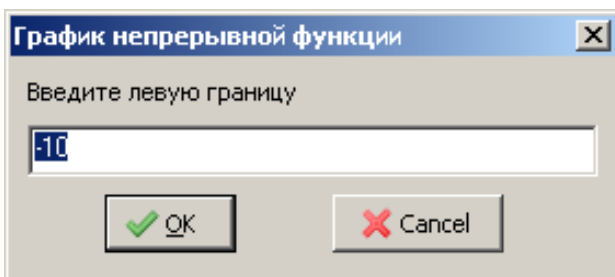 График непрерывной функции
Введите левую границу
-10
OK Cancel